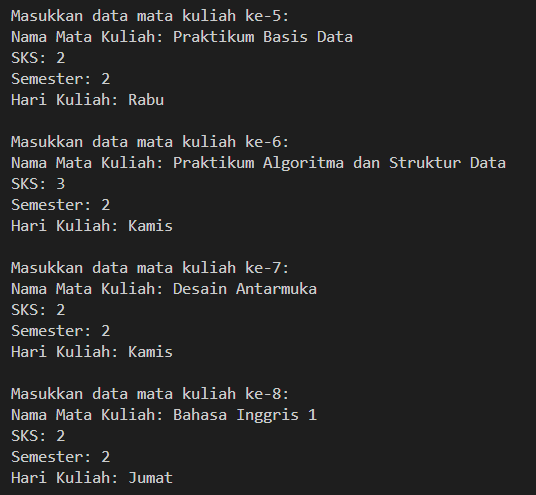 Masukkan data mata kuliah ke-5:
Nama Mata Kuliah: Praktikum Basis Data
SKS: 2
Semester: 2
Hari Kuliah: Rabu
Masukkan data mata kuliah ke-6:
Nama Mata Kuliah: Praktikum Algoritma dan Struktur Data
SKS: 3
Semester: 2
Hari Kuliah: Kamis
Masukkan data mata kuliah ke-7:
Nama Mata Kuliah: Desain Antarmuka
SKS: 2
Semester: 2
Hari Kuliah: Kamis
Masukkan data mata kuliah ke-8:
Nama Mata Kuliah: Bahasa Inggris 1
SKS: 2
Semester: 2
Hari Kuliah: Jumat